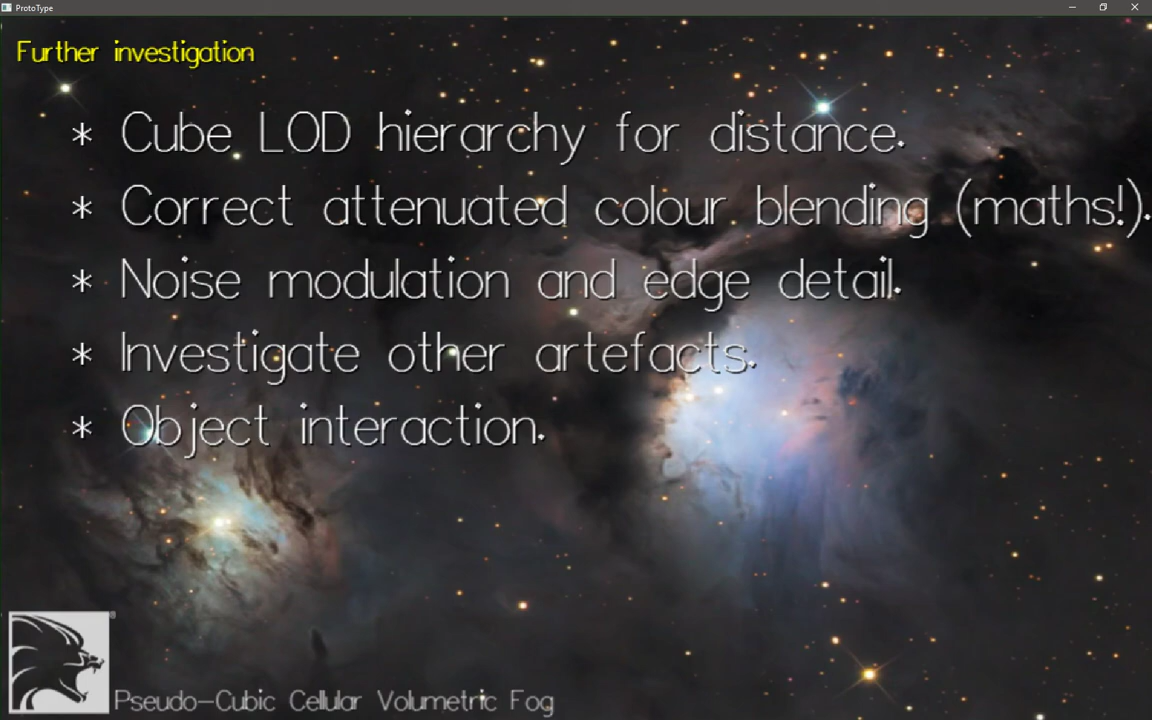 ProtoType
Further investigation
* Cube LOD hierarchy for distance.
* Correct attenuated colour blending (maths!).
* Noise modulation and edge detail.
* Investigate other artefacts.
* Object interaction.
®
Pseudo-Cubic Cellular Volumetric Fog